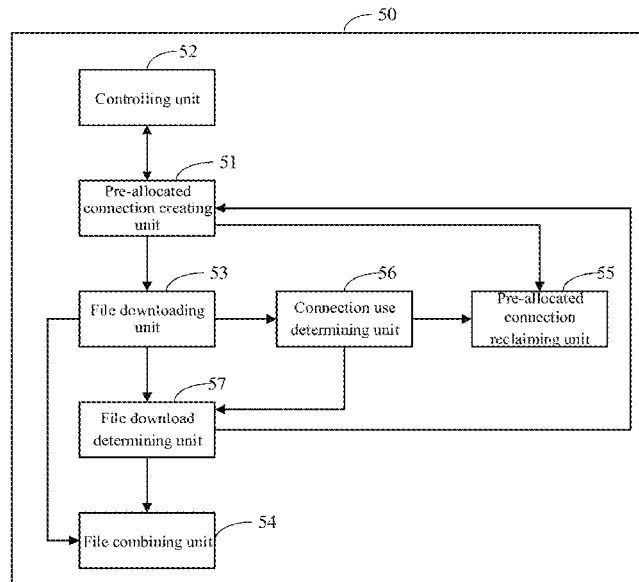 50
52
Controlling unit
51
Pre-allocated
connection creating
unit
53
File downloading
unit
56
Connection use
determining unit
55
Pre-allocated
connection
reclaiming unit
57
File download
determining unit
File combining unit
54